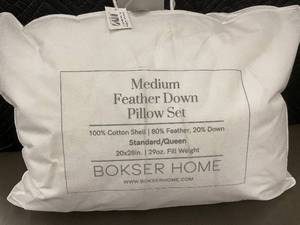 Medium
Feather Down
Pillow Set
100% Cotton Shell | 80% Feather, 20% Down
Standard/Queen
20x28in. | 29oz. Fill Weight
BOKSER HOME
WWW.BOKSERHOME.COM